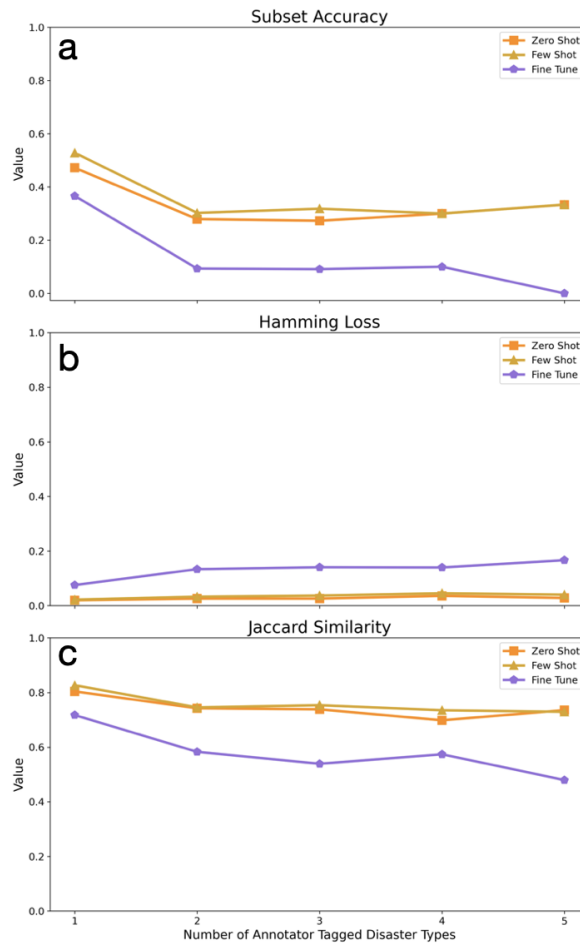 Subset Accuracy
a
Zero Shot
Few Shot
Fine Tune
1.0
0.8
0.6
0.4
0.2
0.0
Value
Hamming Loss
b
Zero Shot
Few Shot
Fine Tune
1.0
0.8
0.6
0.4
0.2
0.0
Value
Jaccard Similarity
c
Zero Shot
Few Shot
Fine Tune
1.0
0.8
0.6
0.4
0.2
0.0
Value
1 2 3 4 5
Number of Annotator Tagged Disaster Types